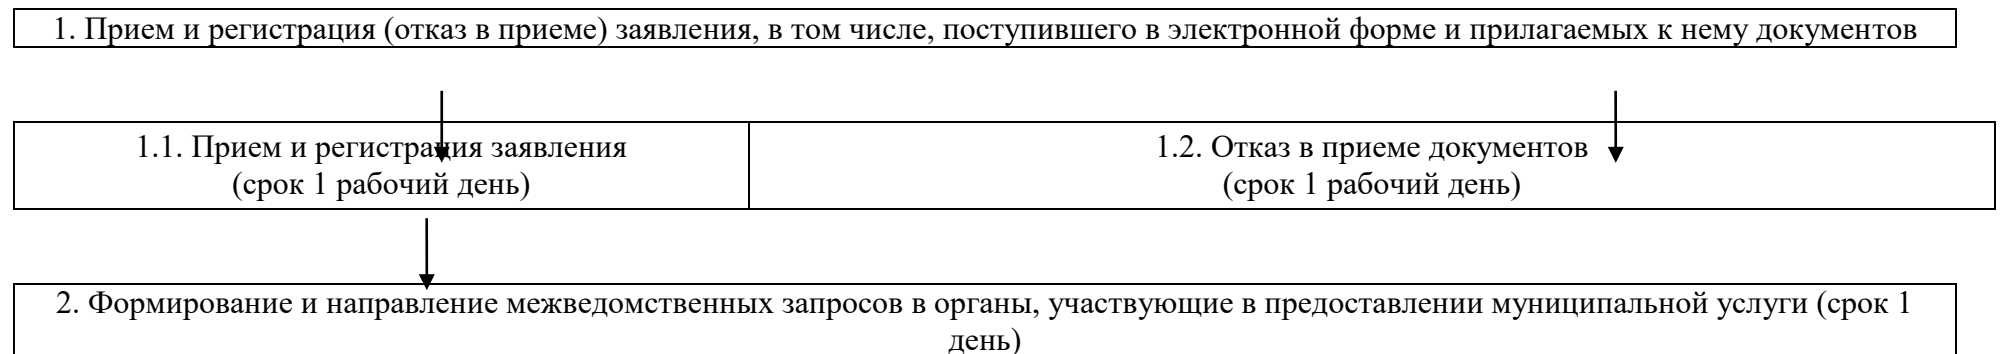 1. Прием и регистрация (отказ в приеме) заявления, в том числе, поступившего в электронной форме и прилагаемых к нему документов
1.1. Прием и регистрация заявления
(срок 1 рабочий день)
1.2. Отказ в приеме документов
(срок 1 рабочий день)
2. Формирование и направление межведомственных запросов в органы, участвующие в предоставлении муниципальной услуги (срок 1
день)